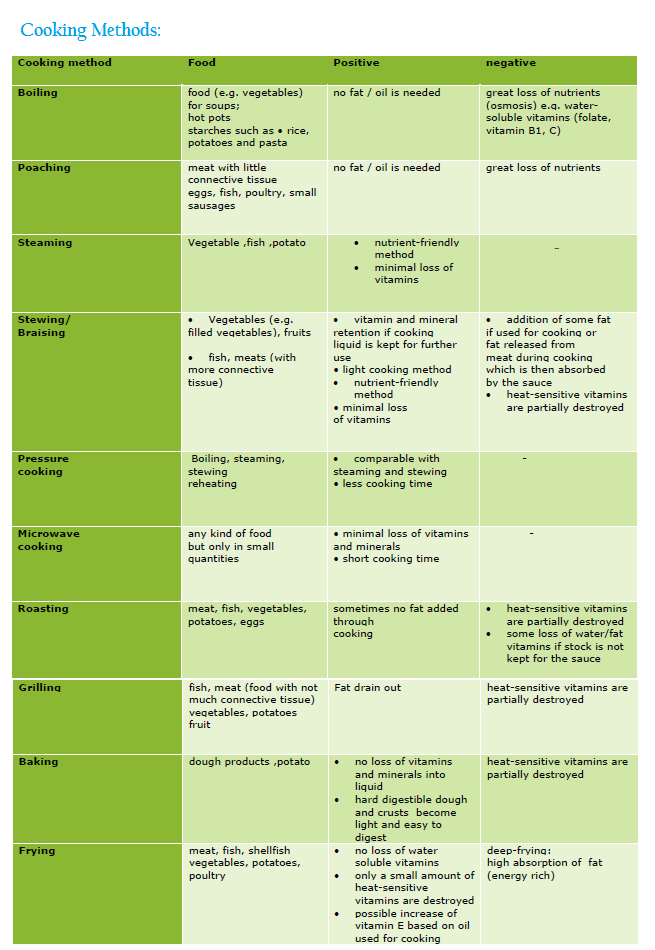 Cooking Methods:
Cooking method Food Positive negative
Boiling
food (e.g. vegetables)
for soups;
hot pots
starches such as • rice,
potatoes and pasta
no fat / oil is needed
great loss of nutrients
(osmosis) e.g. water-
soluble vitamins (folate,
vitamin B1, C)
Poaching
meat with little
connective tissue
eggs, fish, poultry, small
sausages
no fat / oil is needed
great loss of nutrients
Steaming
Vegetable ,fish ,potato
• nutrient-friendly
method
• minimal loss of
vitamins
–
Stewing/
Braising
• Vegetables (e.g.
filled vegetables), fruits
• fish, meats (with
more connective
tissue)
• vitamin and mineral
retention if cooking
liquid is kept for further
use
• light cooking method
• nutrient-friendly
method
• minimal loss
of vitamins
• addition of some fat
if used for cooking or
fat released from
meat during cooking
which is then absorbed
by the sauce
• heat-sensitive vitamins
are partially destroyed
Pressure
cooking
Boiling, steaming,
stewing
reheating
• comparable with
steaming and stewing
• less cooking time
-
Microwave
cooking
any kind of food
but only in small
quantities
• minimal loss of vitamins
and minerals
• short cooking time
-
Roasting
meat, fish, vegetables,
potatoes, eggs
sometimes no fat added
through
cooking
• heat-sensitive vitamins
are partially destroyed
• some loss of water/fat
vitamins if stock is not
kept for the sauce
Grilling
fish, meat (food with not
much connective tissue)
vegetables, potatoes
fruit
Fat drain out
heat-sensitive vitamins are
partially destroyed
Baking
dough products ,potato
• no loss of vitamins
and minerals into
liquid
• hard digestible dough
and crusts become
light and easy to
digest
heat-sensitive vitamins are
partially destroyed
Frying
meat, fish, shellfish
vegetables, potatoes,
poultry
• no loss of water
soluble vitamins
• only a small amount of
heat-sensitive
vitamins are destroyed
• possible increase of
vitamin E based on oil
used for cooking
deep-frying:
high absorption of fat
(energy rich)